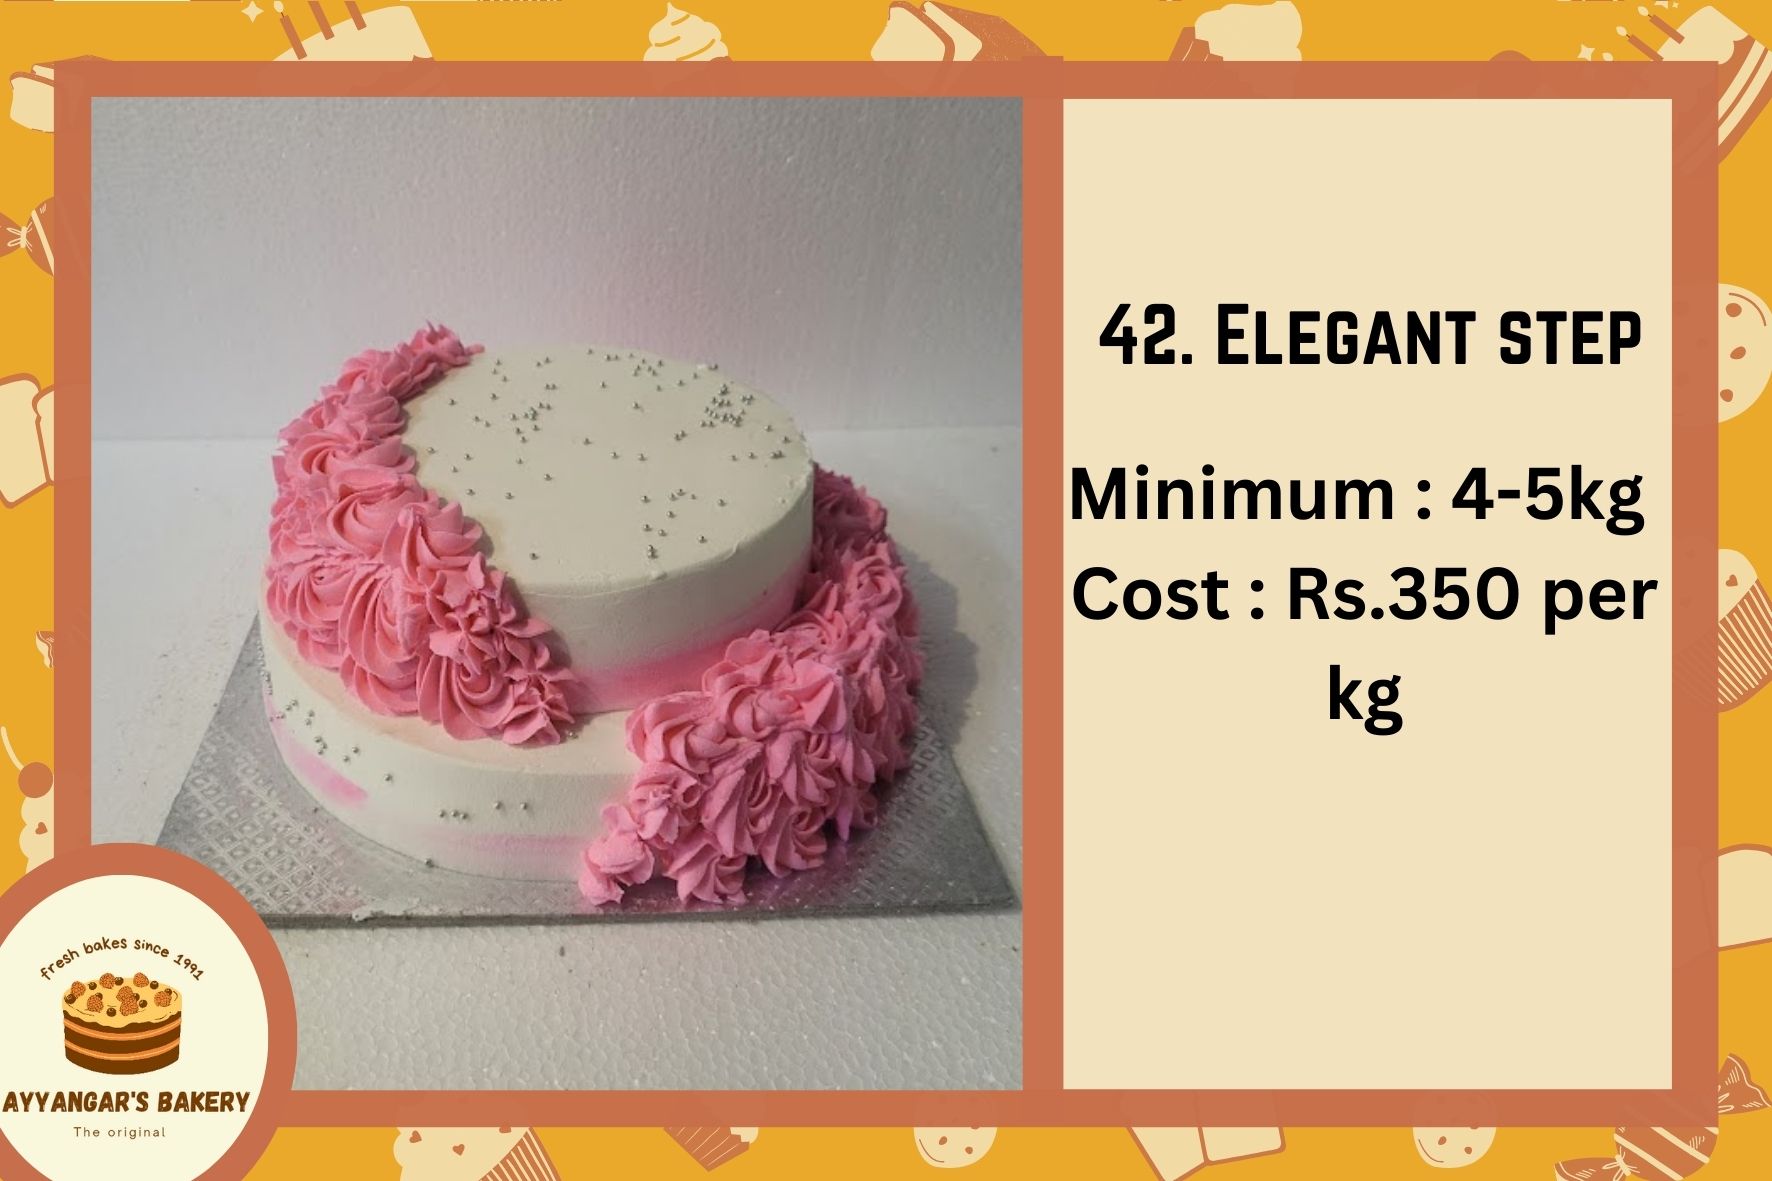 42. ELEGANT STEP
Minimum : 4-5kg
Cost : Rs.350 per
kg
fresh bakes since 1991
AYYANGAR'S BAKERY
The original